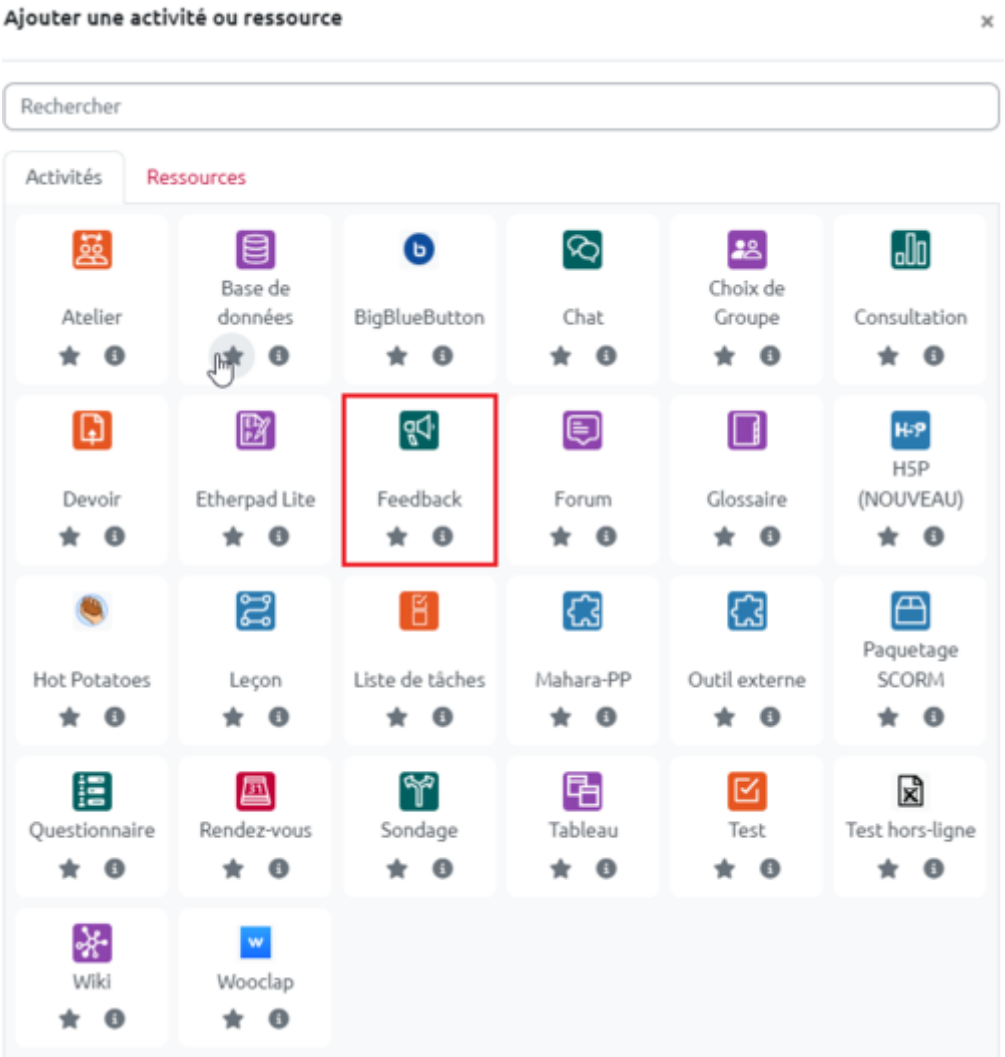 Ajouter une activité ou ressource
×
Rechercher
Activités
Ressources
Atelier
Base de
données
BigBlueButton
Chat
Choix de
Groupe
Consultation
Devoir
Etherpad Lite
Feedback
Forum
Glossaire
H5P
H5P
(NOUVEAU)
Hot Potatoes
Leçon
Liste de tâches
Mahara-PP
Outil externe
Paquetage
SCORM
Questionnaire
31
Rendez-vous
Sondage
Tableau
Test
Test hors-ligne
Wiki
w
Wooclap